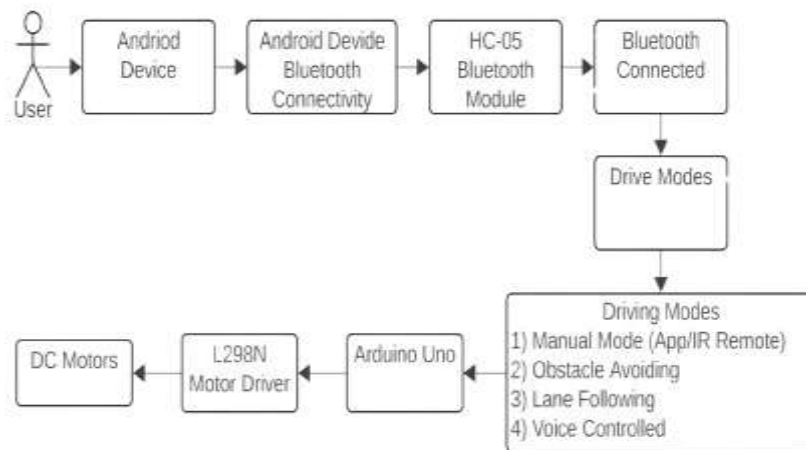 User
Andriod
Device
Android Devide
Bluetooth
Connectivity
HC-05
Bluetooth
Module
Bluetooth
Connected
Drive Modes
Driving Modes
1) Manual Mode (App/IR Remote)
2) Obstacle Avoiding
3) Lane Following
4) Voice Controlled
Arduino Uno
L298N
Motor Driver
DC Motors